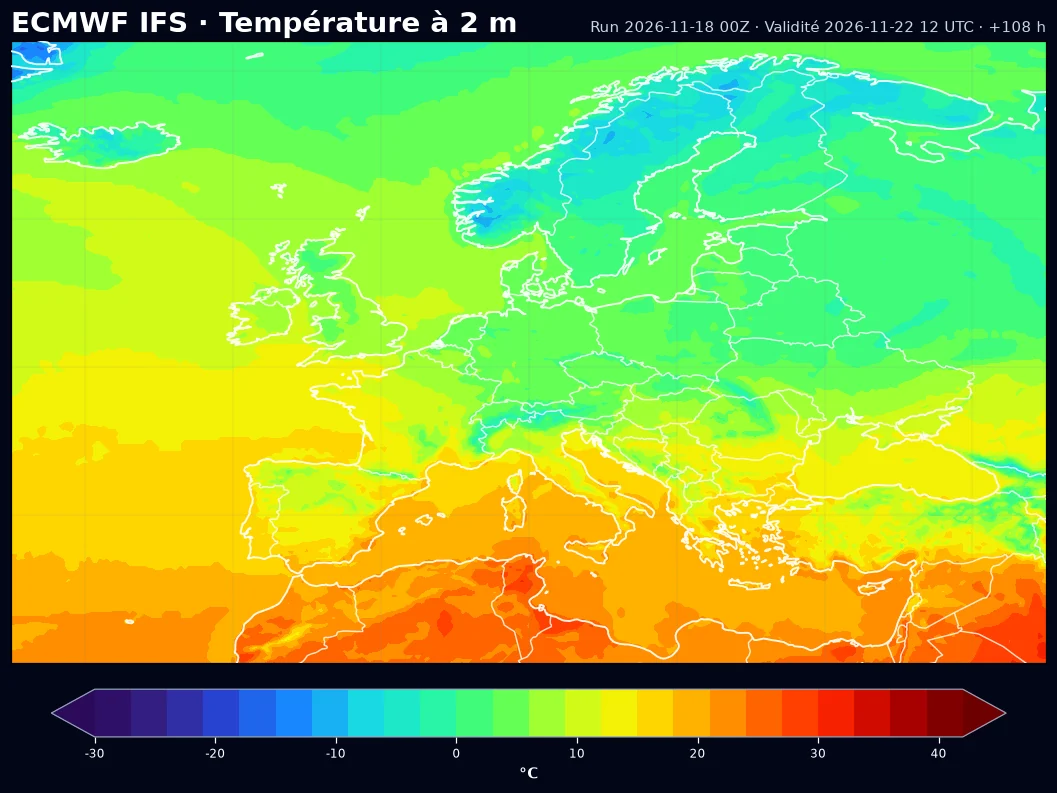 ECMWF IFS · Température à 2 m
Run 2026-11-18 00Z · Validité 2026-11-22 12 UTC · +108 h
-30 -20 -10 0 10 20 30 40
°C